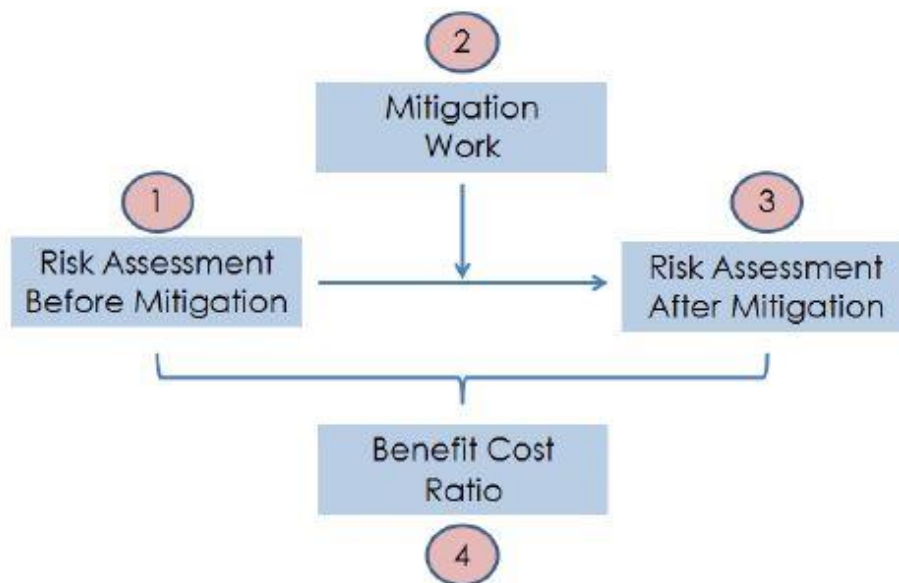 2
Mitigation
Work
1
Risk Assessment
Before Mitigation
3
Risk Assessment
After Mitigation
Benefit Cost
Ratio
4